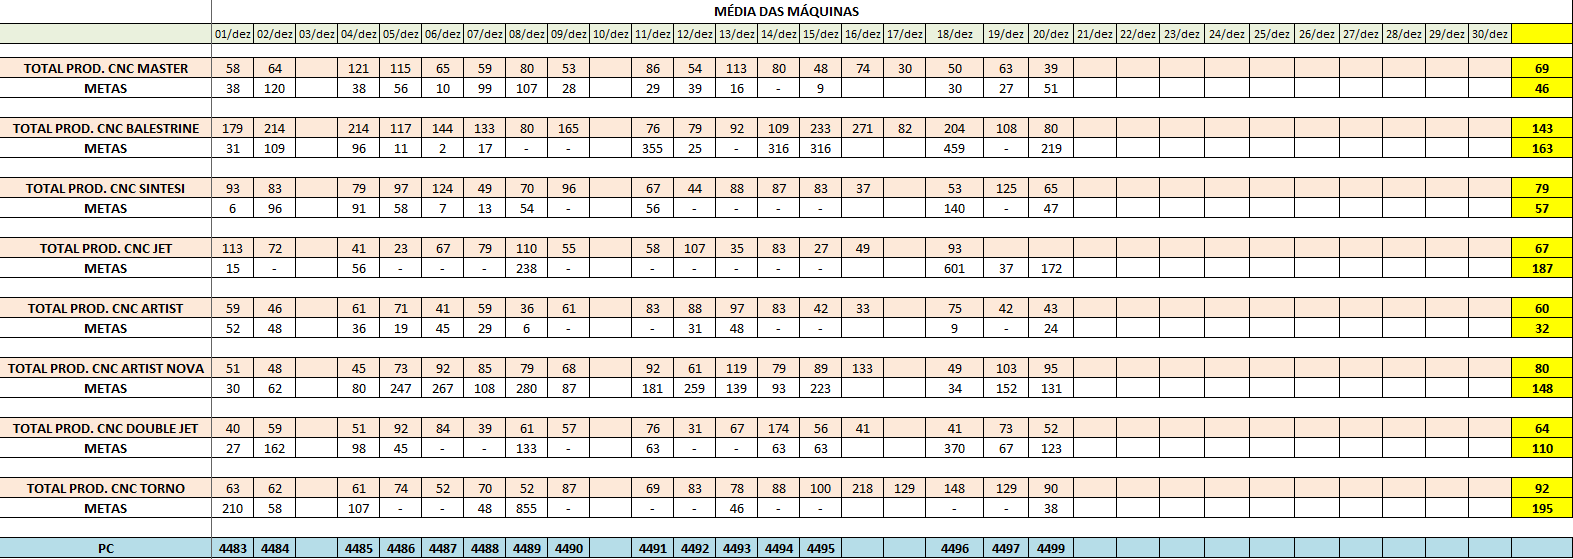 MÉDIA DAS MÁQUINAS
01/dez 02/dez 03/dez 04/dez 05/dez 06/dez 07/dez 08/dez 09/dez 10/dez 11/dez 12/dez 13/dez 14/dez 15/dez 16/dez 17/dez 18/dez 19/dez 20/dez 21/dez 22/dez 23/dez 24/dez 25/dez 26/dez 27/dez 28/dez 29/dez 30/dez
TOTAL PROD. CNC MASTER 58 64 121 115 65 59 80 53 86 54 113 80 48 74 30 50 63 39 69
METAS 38 120 38 56 10 99 107 28 29 39 16 - 9 30 27 51 46
TOTAL PROD. CNC BALESTRINE 179 214 214 117 144 133 80 165 76 79 92 109 233 271 82 204 108 80 143
METAS 31 109 96 11 2 17 - - 355 25 - 316 316 459 - 219 163
TOTAL PROD. CNC SINTESI 93 83 79 97 124 49 70 96 67 44 88 87 83 37 53 125 65 79
METAS 6 96 91 58 7 13 54 - 56 - - - - 140 - 47 57
TOTAL PROD. CNC JET 113 72 41 23 67 79 110 55 58 107 35 83 27 49 93 67
METAS 15 - 56 - - - 238 - - - - - - 601 37 172 187
TOTAL PROD. CNC ARTIST 59 46 61 71 41 59 36 61 83 88 97 83 42 33 75 42 43 60
METAS 52 48 36 19 45 29 6 - - 31 48 - - 9 - 24 32
TOTAL PROD. CNC ARTIST NOVA 51 48 45 73 92 85 79 68 92 61 119 79 89 133 49 103 95 80
METAS 30 62 80 247 267 108 280 87 181 259 139 93 223 34 152 131 148
TOTAL PROD. CNC DOUBLE JET 40 59 51 92 84 39 61 57 76 31 67 174 56 41 41 73 52 64
METAS 27 162 98 45 - - 133 - 63 - - 63 63 370 67 123 110
TOTAL PROD. CNC TORNO 63 62 61 74 52 70 52 87 69 83 78 88 100 218 129 148 129 90 92
METAS 210 58 107 - - 48 855 - - - 46 - - - - 38 195
PC 4483 4484 4485 4486 4487 4488 4489 4490 4491 4492 4493 4494 4495 4496 4497 4499